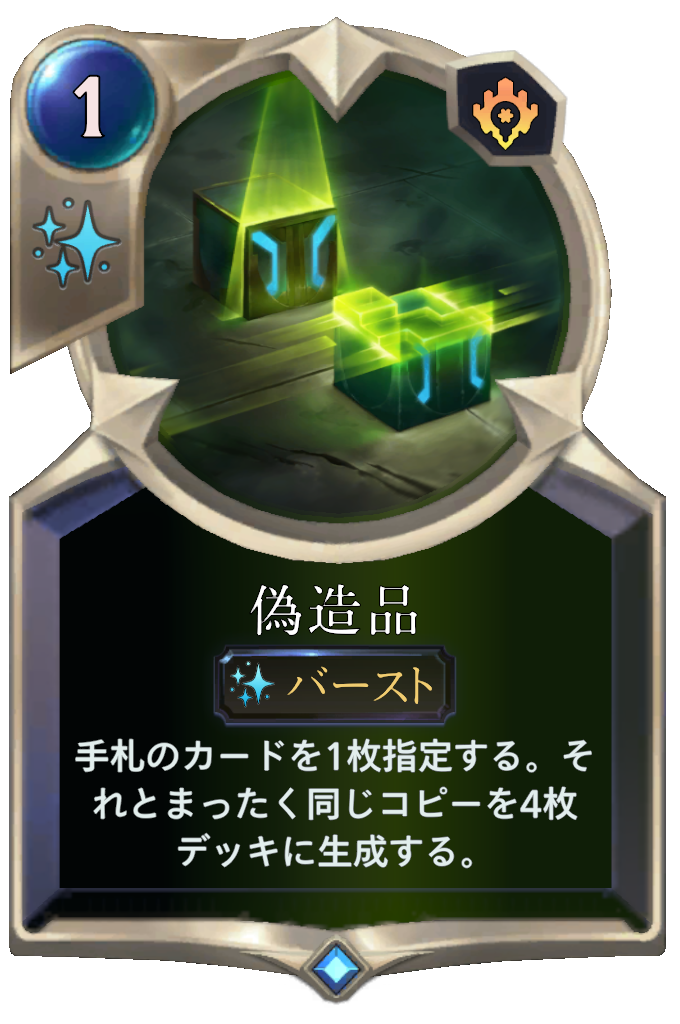 1
偽造品
バースト
手札のカードを1枚指定する。そ
れとまったく同じコピーを4枚
デッキに生成する。